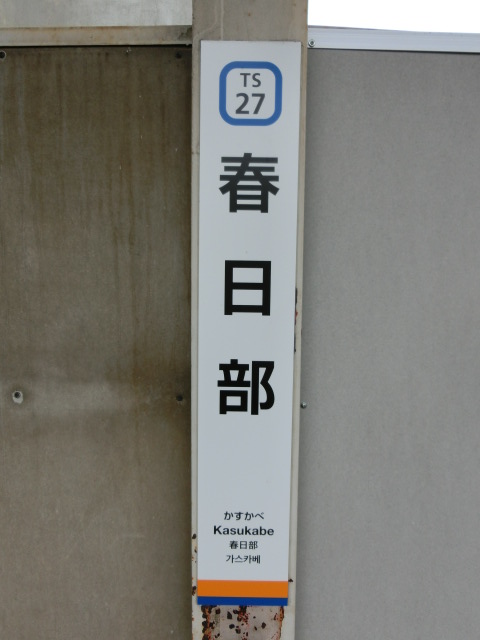 TS
27
春日部
かすかべ
Kasukabe
春日部
가스카베